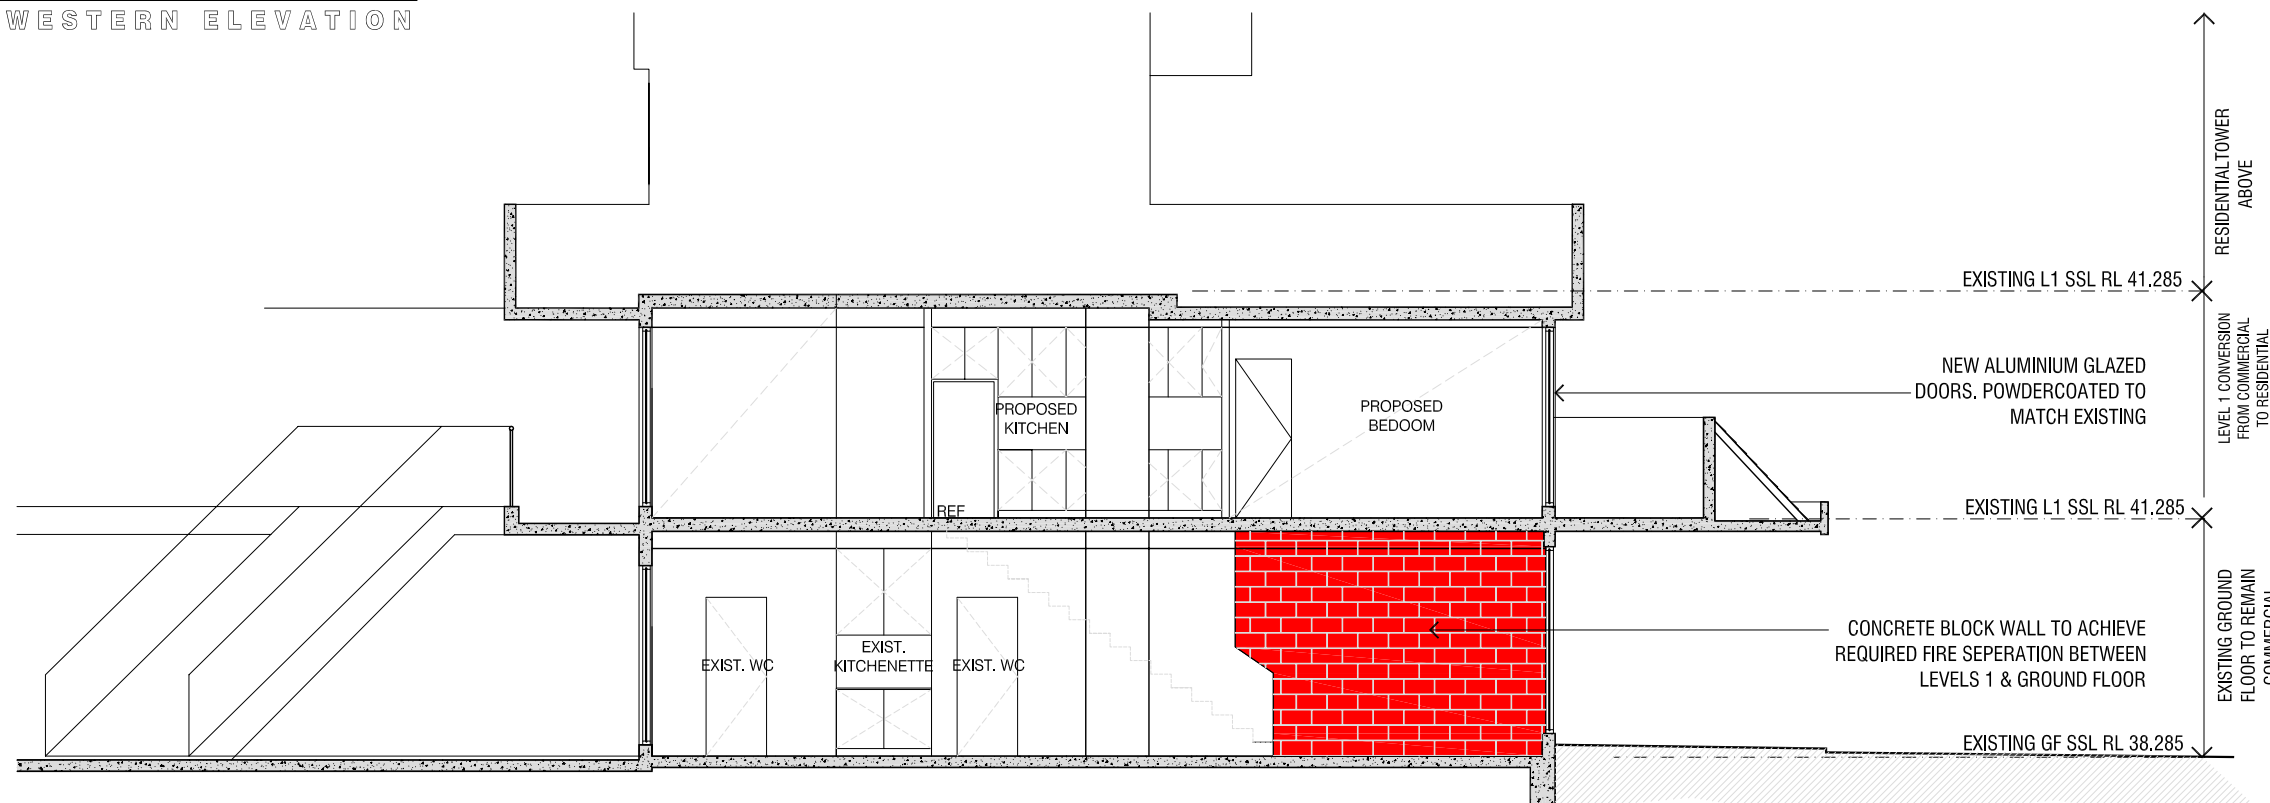 WESTERN ELEVATION
RESIDENTIALTOWER
ABOVE
EXISTING L1 SSL RL 41.285
LEVEL 1 CONVERSION
FROM COMMERCIAL
TO RESIDENTIAL
NEW ALUMINIUM GLAZED
DOORS. POWDERCOATED TO
MATCH EXISTING
PROPOSED
KITCHEN
PROPOSED
BEDOOM
REF
EXISTING L1 SSL RL 41.285
EXIST. WC
EXIST.
KITCHENETTE
EXIST. WC
CONCRETE BLOCK WALL TO ACHIEVE
REQUIRED FIRE SEPERATION BETWEEN
LEVELS 1 & GROUND FLOOR
EXISTING GROUND
FLOOR TO REMAIN
COMMERCIAL
EXISTING GF SSL RL 38.285